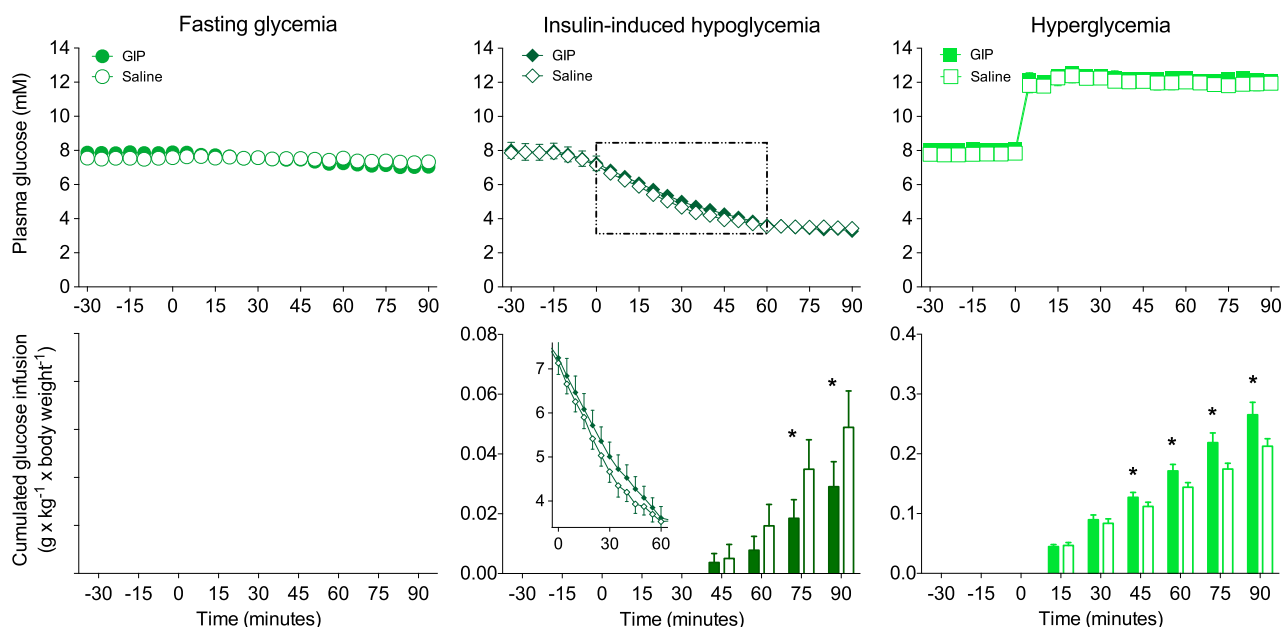 Fasting glycemia
Insulin-induced hypoglycemia
Hyperglycemia
Plasma glucose (mM)
14
12
10
8
6
4
2
0
GIP
Saline
-30 -15 0 15 30 45 60 75 90
14
12
10
8
6
4
2
0
GIP
Saline
-30 -15 0 15 30 45 60 75 90
14
12
10
8
6
4
2
0
GIP
Saline
-30 -15 0 15 30 45 60 75 90
Cumulated glucose infusion
(g x kg⁻¹ x body weight⁻¹)
-30 -15 0 15 30 45 60 75 90
Time (minutes)
0.08
0.06
0.04
0.02
0.00
7
6
5
4
0 30 60
* *
-30 -15 0 15 30 45 60 75 90
Time (minutes)
0.4
0.3
0.2
0.1
0.0
* * * *
-30 -15 0 15 30 45 60 75 90
Time (minutes)